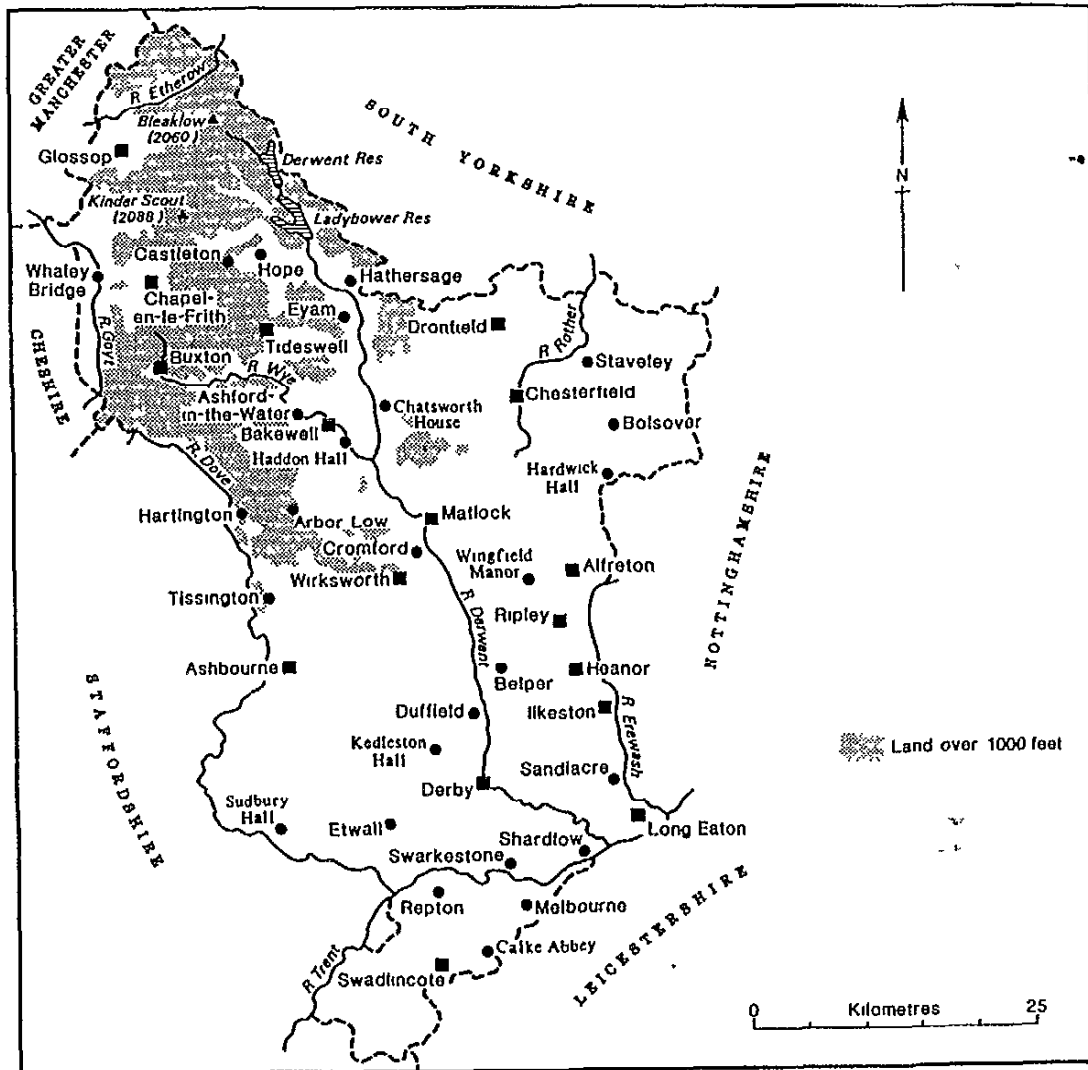 GREATER
MANCHESTER
R Etherow
Bleaklow
(2060)
SOUTH YORKSHIRE
Glossop
Derwent Res
N
Kinder Scout
(2088)
Ladybower Res
Castleton
Hope
Hathersage
Whaley
Bridge
Chapel-
en-le-Frith
Eyam
Dronfield
R Rother
CHESHIRE
R. Goyt
Tideswell
Staveley
Buxton
R Wye
Chesterfield
Ashford-
in-the-Water
Chatsworth
House
Bolsover
Bakewell
Haddon Hall
R. Dove
Hardwick
Hall
Hartington
Arbor Low
Matlock
Cromford
Wingfield
Manor
Alfreton
Wirksworth
NOTTINGHAMSHIRE
Tissington
R Derwent
Ripley
Ashbourne
Belper
Heanor
STAFFORDSHIRE
Duffield
Ilkeston
R Erewash
Kedleston
Hall
Land over 1000 feet
Derby
Sandiacre
Sudbury
Hall
Etwall
Long Eaton
Shardlow
Swarkestone
Repton
Melbourne
LEICESTERSHIRE
R Trent
Calke Abbey
Swadlincote
0 Kilometres 25